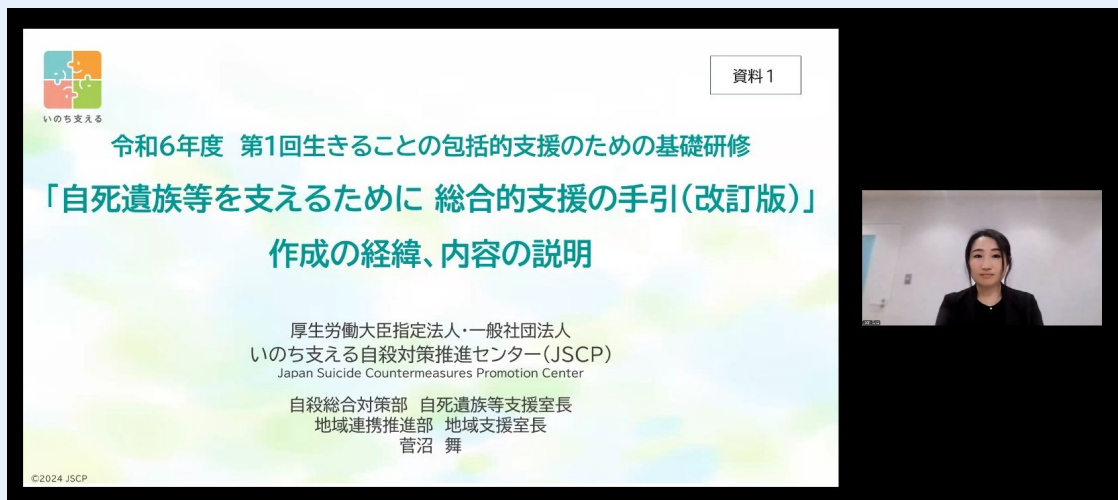 資料1
いのち支える
令和6年度 第1回生きることの包括的支援のための基礎研修
「自死遺族等を支えるために 総合的支援の手引(改訂版)」
作成の経緯、内容の説明
厚生労働大臣指定法人・一般社団法人
いのち支える自殺対策推進センター(JSCP)
Japan Suicide Countermeasures Promotion Center
自殺総合対策部 自死遺族等支援室長
地域連携推進部 地域支援室長
菅沼 舞
©2024 JSCP